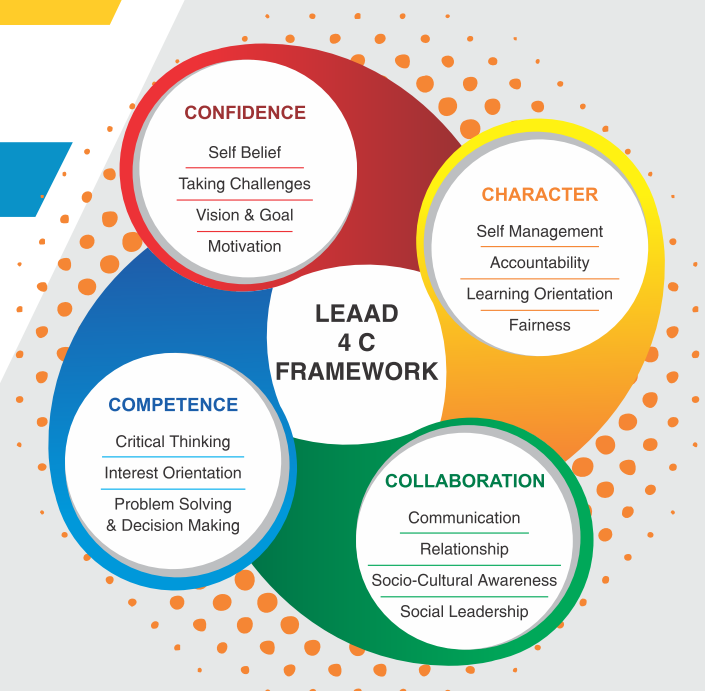 CONFIDENCE
Self Belief
Taking Challenges
Vision & Goal
Motivation
CHARACTER
Self Management
Accountability
Learning Orientation
Fairness
LEAAD
4 C
FRAMEWORK
COMPETENCE
Critical Thinking
Interest Orientation
Problem Solving
& Decision Making
COLLABORATION
Communication
Relationship
Socio-Cultural Awareness
Social Leadership